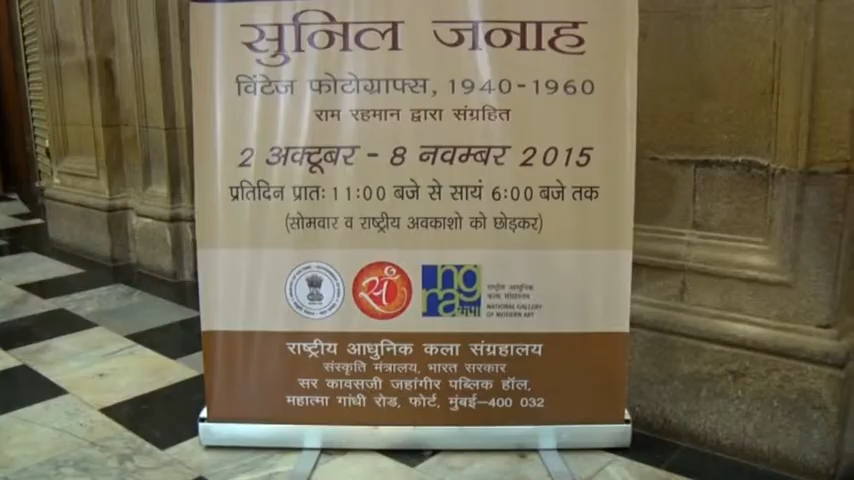 सुनिल जनाह
विंटेज फोटोग्राफ्स, 1940-1960
राम रहमान द्वारा संग्रहित
2 अक्टूबर - 8 नवम्बर 2015
प्रतिदिन प्रातः 11:00 बजे से सायं 6:00 बजे तक
(सोमवार व राष्ट्रीय अवकाशो को छोड़कर)
सं
ng
ra
राष्ट्रीय आधुनिक
कला संग्रहालय
NATIONAL GALLERY
OF MODERN ART
राष्ट्रीय आधुनिक कला संग्रहालय
संस्कृति मंत्रालय, भारत सरकार
सर कावसजी जहांगीर पब्लिक हॉल,
महात्मा गांधी रोड, फोर्ट, मुंबई-400 032